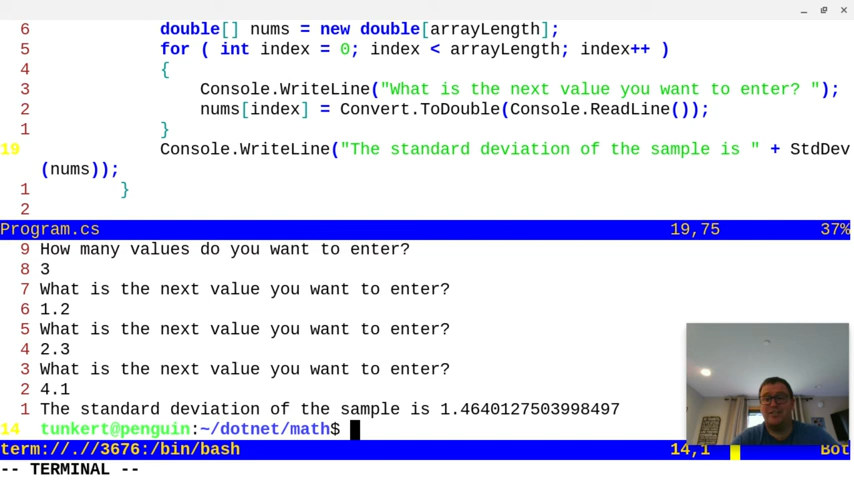 6 double[] nums = new double[arrayLength];
5 for ( int index = 0; index < arrayLength; index++ )
4 {
3 Console.WriteLine("What is the next value you want to enter? ");
2 nums[index] = Convert.ToDouble(Console.ReadLine());
1 }
19 Console.WriteLine("The standard deviation of the sample is " + StdDev
(nums));
1 }
2
Program.cs 19,75 37%
9 How many values do you want to enter?
8 3
7 What is the next value you want to enter?
6 1.2
5 What is the next value you want to enter?
4 2.3
3 What is the next value you want to enter?
2 4.1
1 The standard deviation of the sample is 1.4640127503998497
14 tunkert@penguin:~/dotnet/math$
term://.//3676:/bin/bash 14,1 Bot
-- TERMINAL --